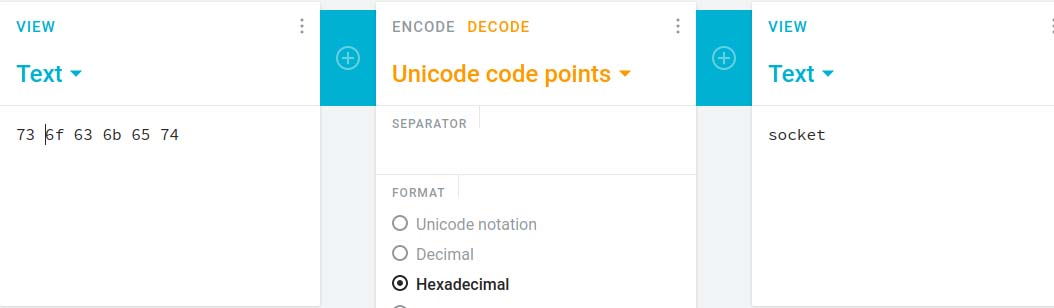 VIEW
Text
73 6f 63 6b 65 74
ENCODE DECODE
Unicode code points
SEPARATOR
FORMAT
Unicode notation
Decimal
Hexadecimal
VIEW
Text
socket